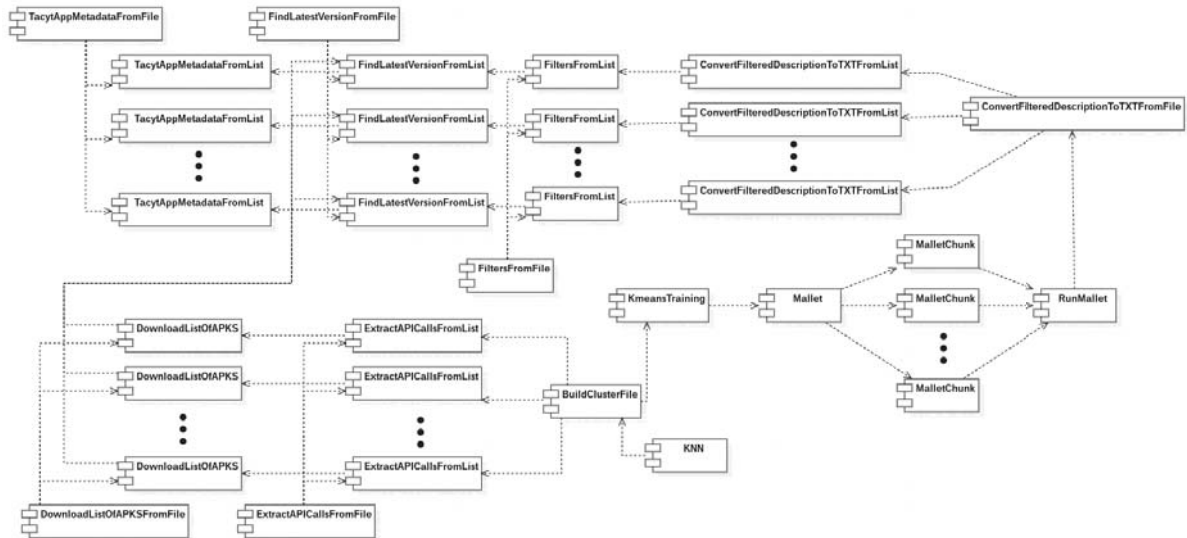 TacytAppMetadataFromFile
FindLatestVersionFromFile
TacytAppMetadataFromList
FindLatestVersionFromList
FiltersFromList
ConvertFilteredDescriptionToTXTFromList
ConvertFilteredDescriptionToTXTFromFile
TacytAppMetadataFromList
FindLatestVersionFromList
FiltersFromList
ConvertFilteredDescriptionToTXTFromList
TacytAppMetadataFromList
FindLatestVersionFromList
FiltersFromList
ConvertFilteredDescriptionToTXTFromList
MalletChunk
FiltersFromFile
KmeansTraining
Mallet
MalletChunk
RunMallet
DownloadListOfAPKS
ExtractAPICallsFromList
DownloadListOfAPKS
ExtractAPICallsFromList
MalletChunk
BuildClusterFile
KNN
DownloadListOfAPKS
ExtractAPICallsFromList
DownloadListOfAPKSFromFile
ExtractAPICallsFromFile